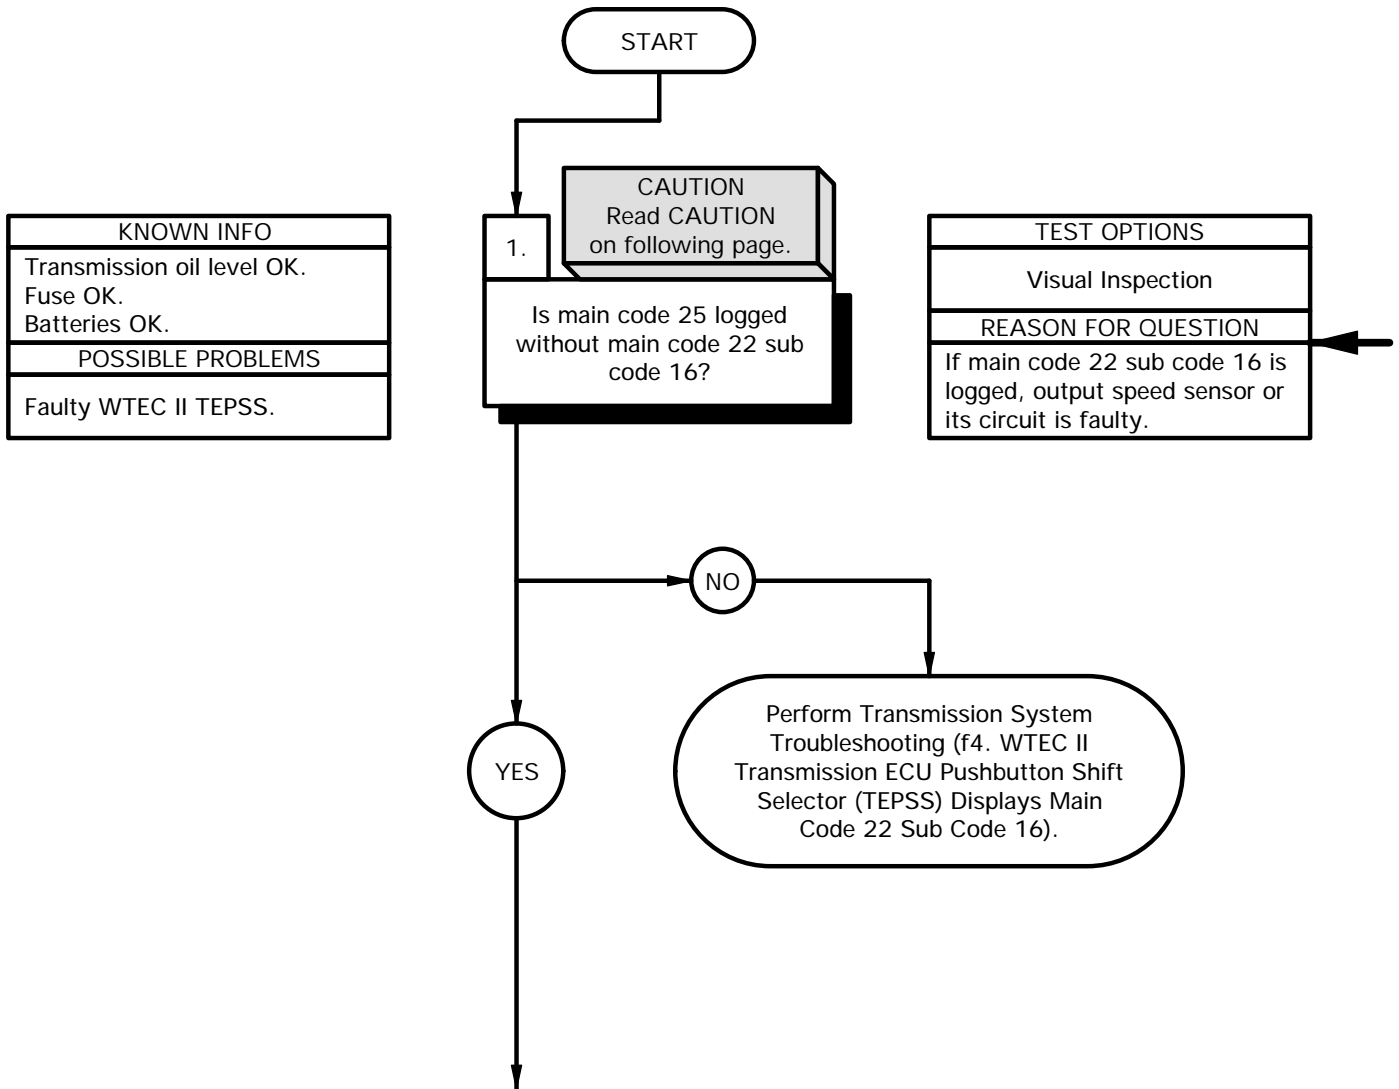 START
KNOWN INFO
Transmission oil level OK.
Fuse OK.
Batteries OK.
POSSIBLE PROBLEMS
Faulty WTEC II TEPSS.
1.
CAUTION
Read CAUTION
on following page.
Is main code 25 logged
without main code 22 sub
code 16?
TEST OPTIONS
Visual Inspection
REASON FOR QUESTION
If main code 22 sub code 16 is
logged, output speed sensor or
its circuit is faulty.
NO
YES
Perform Transmission System
Troubleshooting (f4. WTEC II
Transmission ECU Pushbutton Shift
Selector (TEPSS) Displays Main
Code 22 Sub Code 16).